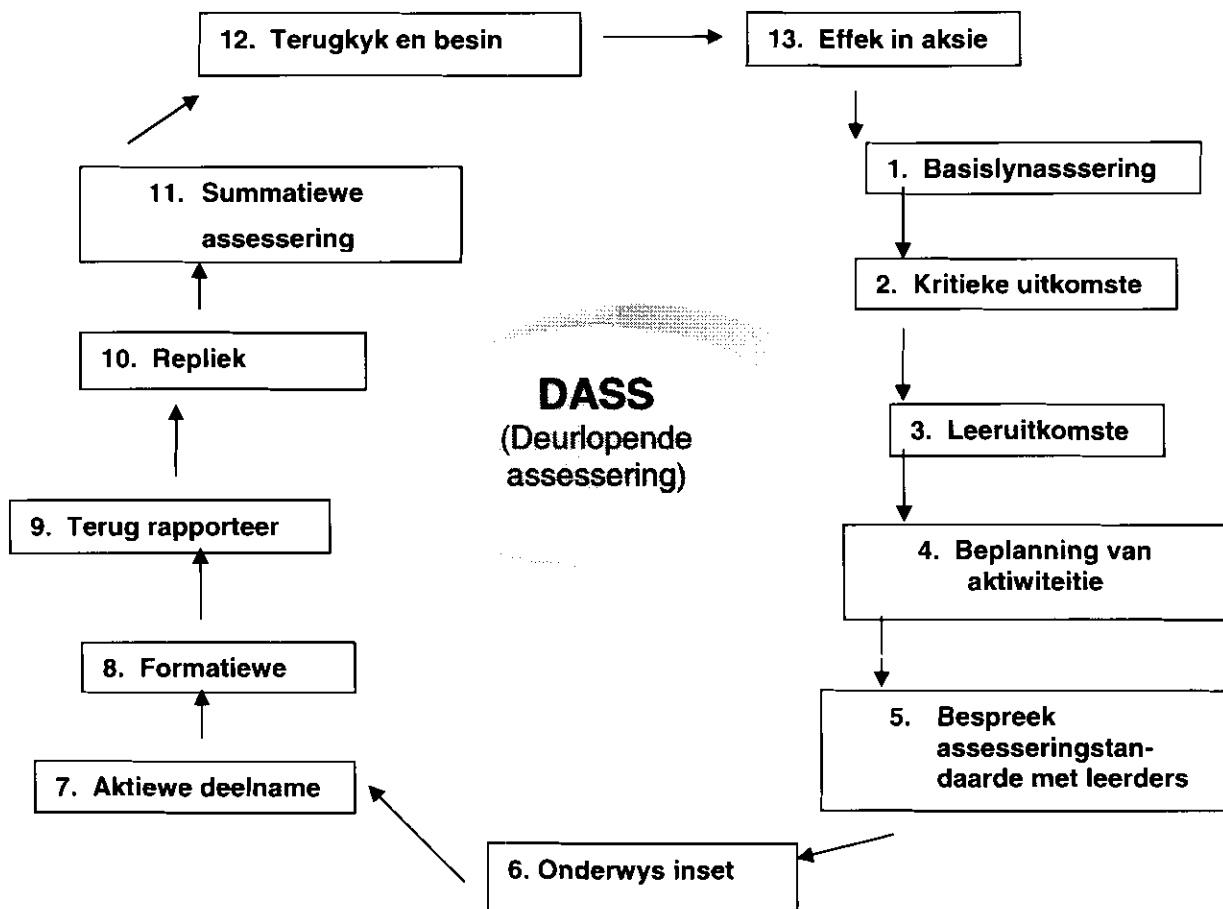 12. Terugkyk en besin
13. Effek in aksie
1. Basislynasssering
11. Summatiewe
assessering
2. Kritieke uitkomste
10. Repliek
DASS
(Deurlopende
assessering)
3. Leeruitkomste
9. Terug rapporteer
4. Beplanning van
aktiwiteitie
8. Formatiewe
5. Bespreek
assesseringstan-
daarde met leerders
7. Aktiewe deelname
6. Onderwys inset